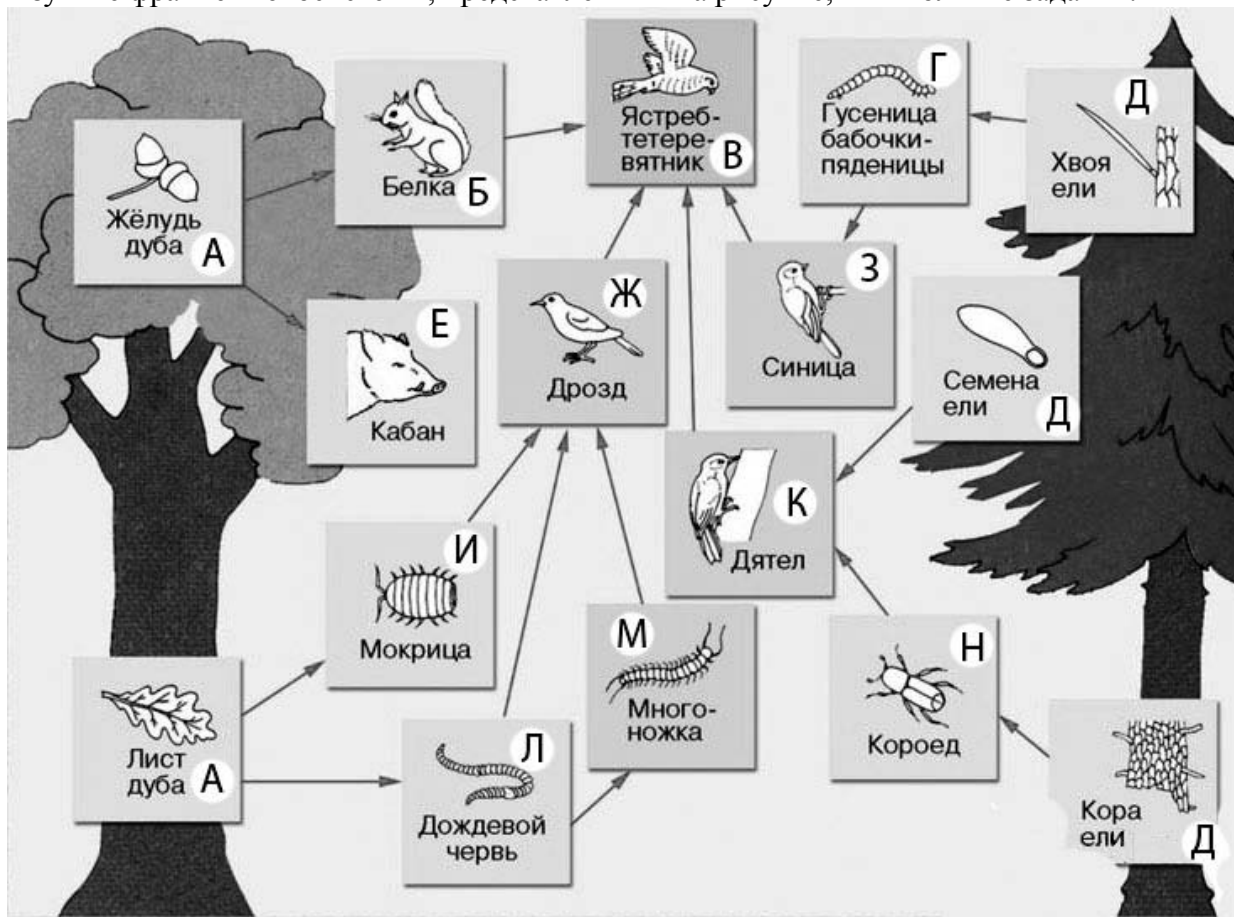 Жёлудь
дуба
А
Белка
Б
Ястреб-
тетере-
вятник
В
Г
Гусеница
бабочки-
пяденицы
Д
Хвоя
ели
Е
Кабан
Ж
Дрозд
З
Синица
Семена
ели
Д
К
Дятел
И
Мокрица
М
Много-
ножка
Н
Короед
Лист
дуба
А
Л
Дождевой
червь
Кора
ели
Д